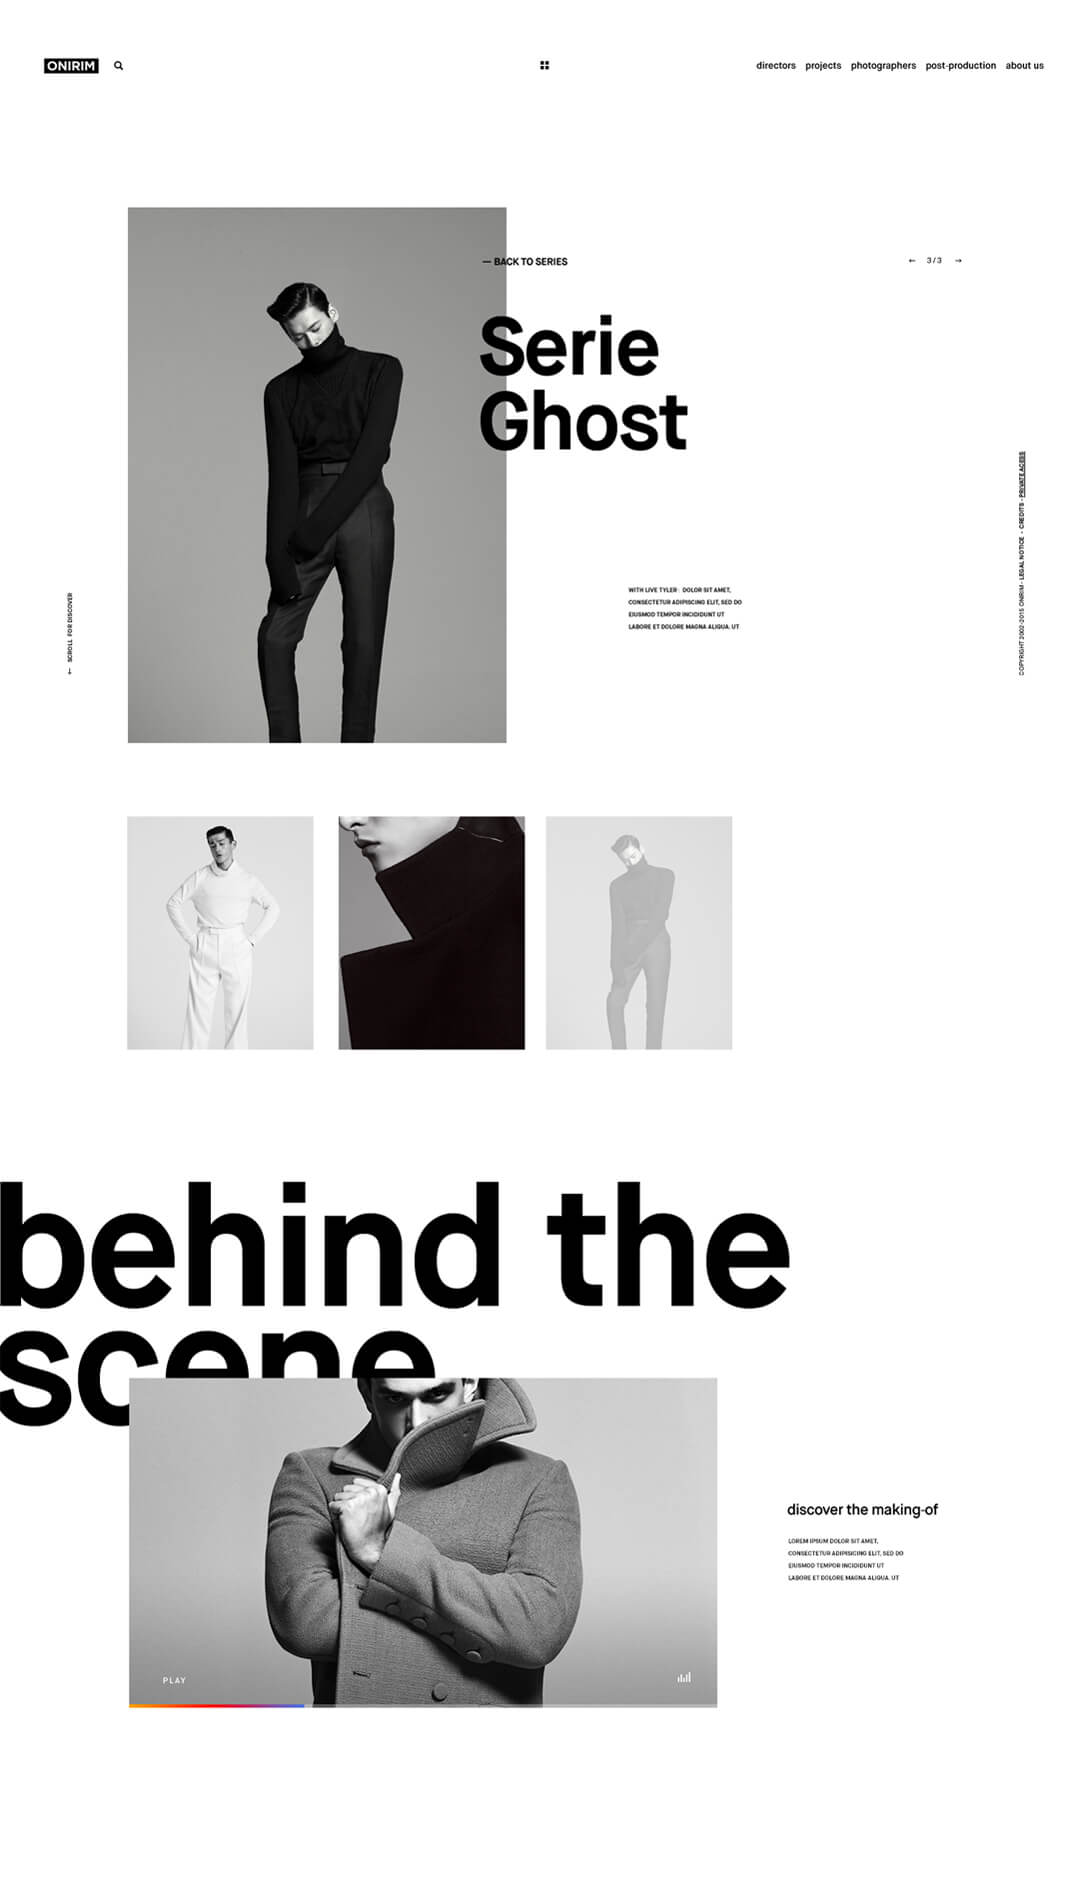 ONIRIM
directors projects photographers post-production about us
— BACK TO SERIES
← 3/3 →
Serie
Ghost
WITH LIVE TYLER DOLOR SIT AMET,
CONSECTETUR ADIPISCING ELIT, SED DO
EIUSMOD TEMPOR INCIDIDUNT UT
LABORE ET DOLORE MAGNA ALIQUA. UT
← SCROLL FOR DISCOVER
COPYRIGHT 2002-2015 ONIRIM - LEGAL NOTICE - CREDITS - PRIVATE ACESS
behind the
scene
discover the making-of
LOREM IPSUM DOLOR SIT AMET,
CONSECTETUR ADIPISICING ELIT, SED DO
EIUSMOD TEMPOR INCIDIDUNT UT
LABORE ET DOLORE MAGNA ALIQUA. UT
PLAY